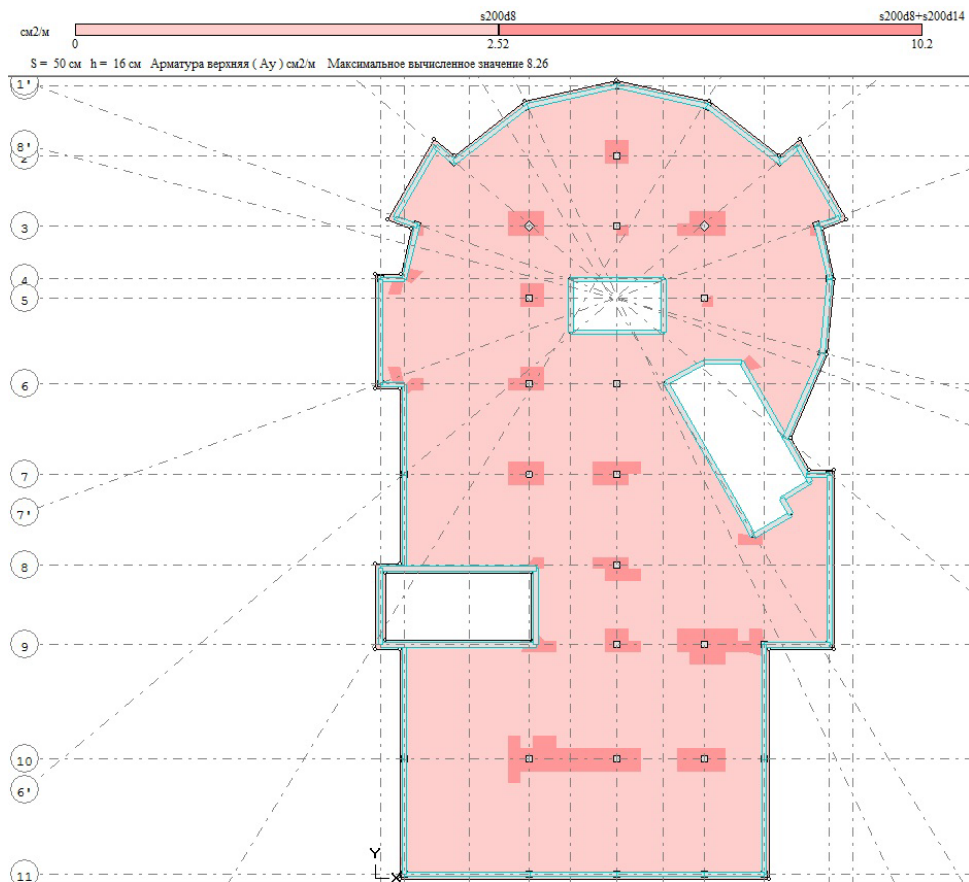 s200d8 s200d8+s200d14
см2/м
0 2.52 10.2
S = 50 см h = 16 см Арматура верхняя ( Ay ) см2/м Максимальное вычисленное значение 8.26
1'
8'
2
3
4
5
6
7
7'
8
9
10
6'
Y
X
11